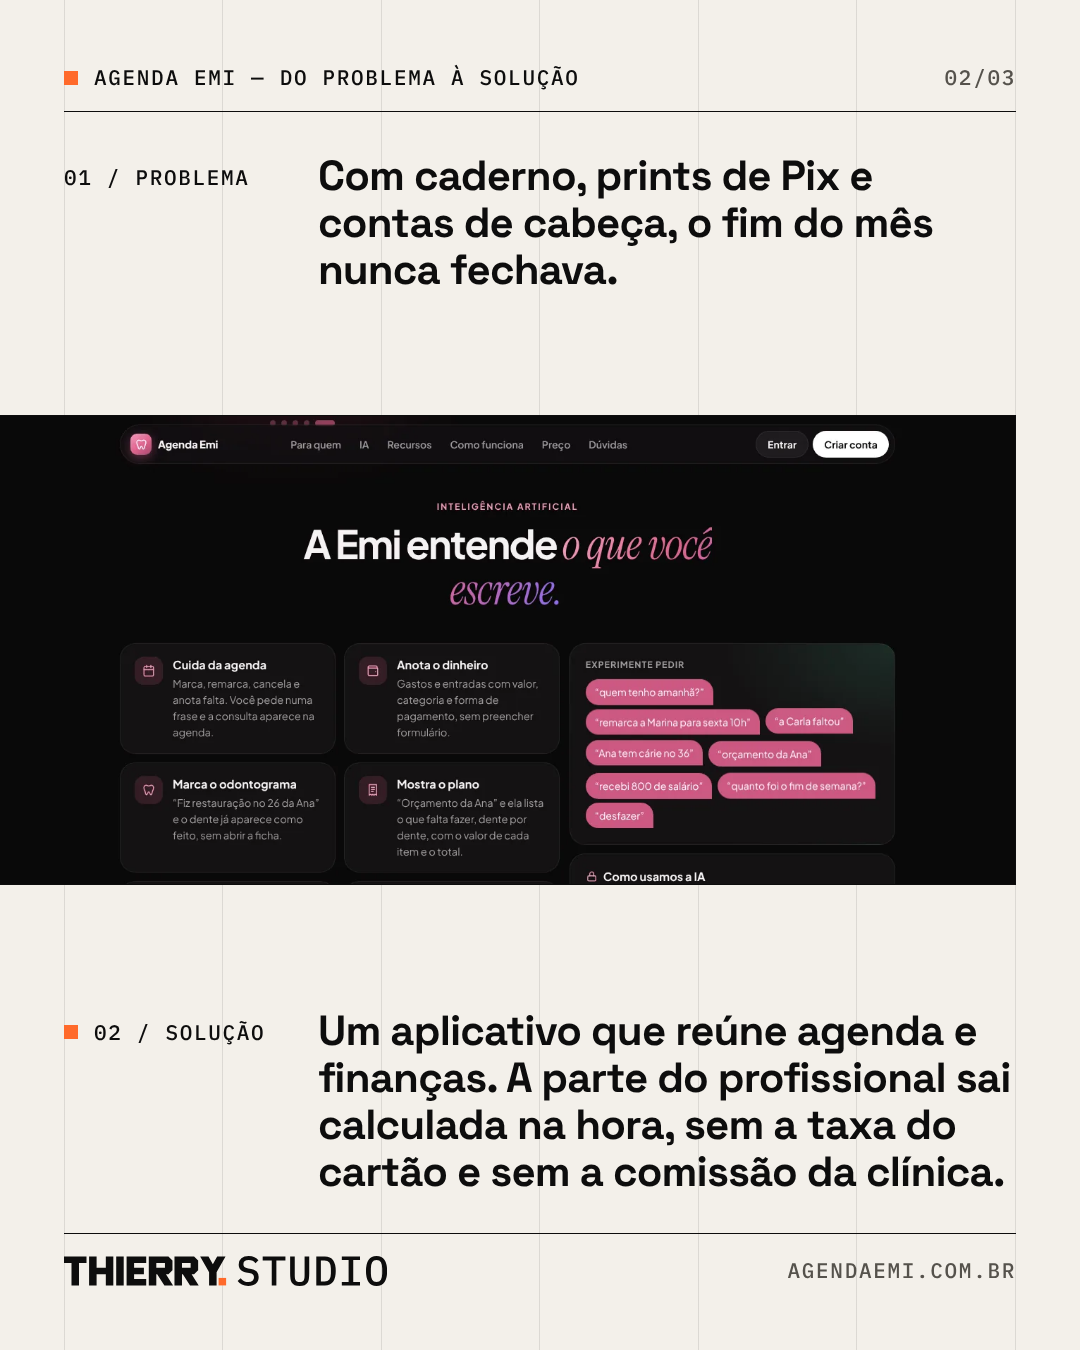 AGENDA EMI — DO PROBLEMA À SOLUÇÃO
02/03
01 / PROBLEMA
Com caderno, prints de Pix e
contas de cabeça, o fim do mês
nunca fechava.
Agenda Emi
Para quem
IA
Recursos
Como funciona
Preço
Dúvidas
Entrar
Criar conta
INTELIGÊNCIA ARTIFICIAL
A Emi entende o que você
escreve.
Cuida da agenda
Marca, remarca, cancela e
anota falta. Você pede numa
frase e a consulta aparece na
agenda.
Anota o dinheiro
Gastos e entradas com valor,
categoria e forma de
pagamento, sem preencher
formulário.
Marca o odontograma
“Fiz restauração no 26 da Ana”
e o dente já aparece como
feito, sem abrir a ficha.
Mostra o plano
“Orçamento da Ana” e ela lista
o que falta fazer, dente por
dente, com o valor de cada
item e o total.
EXPERIMENTE PEDIR
“quem tenho amanhã?”
“remarca a Marina para sexta 10h”
“a Carla faltou”
“Ana tem cárie no 36”
“orçamento da Ana”
“recebi 800 de salário”
“quanto foi o fim de semana?”
“desfazer”
Como usamos a IA
02 / SOLUÇÃO
Um aplicativo que reúne agenda e
finanças. A parte do profissional sai
calculada na hora, sem a taxa do
cartão e sem a comissão da clínica.
THIERRY. STUDIO
AGENDAEMI.COM.BR